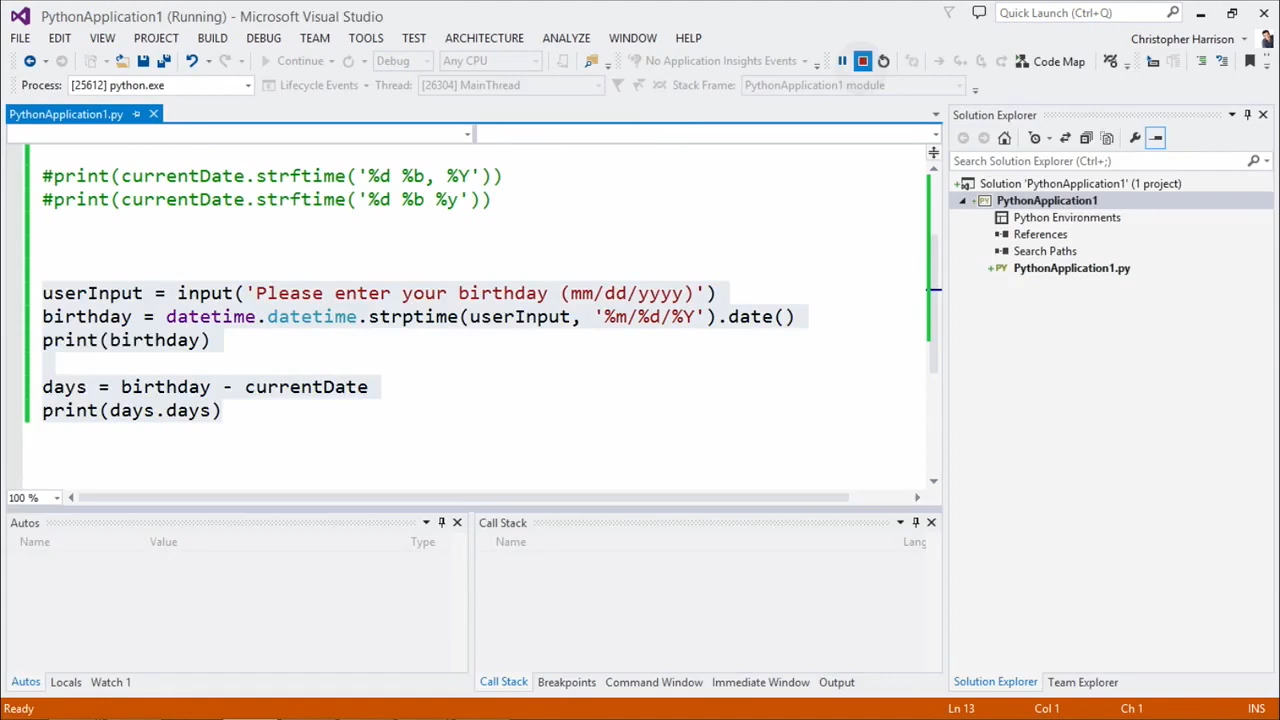 PythonApplication1 (Running) - Microsoft Visual Studio
Quick Launch (Ctrl+Q)
FILE EDIT VIEW PROJECT BUILD DEBUG TEAM TOOLS TEST ARCHITECTURE ANALYZE WINDOW HELP
Christopher Harrison
Continue Debug Any CPU No Application Insights Events Code Map
Process: [25612] python.exe Lifecycle Events Thread: [26304] MainThread Stack Frame: PythonApplication1 module
PythonApplication1.py
#print(currentDate.strftime('%d %b, %Y'))
#print(currentDate.strftime('%d %b %y'))
userInput = input('Please enter your birthday (mm/dd/yyyy)')
birthday = datetime.datetime.strptime(userInput, '%m/%d/%Y').date()
print(birthday)
days = birthday - currentDate
print(days.days)
100 %
Solution Explorer
Search Solution Explorer (Ctrl+;)
Solution 'PythonApplication1' (1 project)
PythonApplication1
Python Environments
References
Search Paths
PythonApplication1.py
Autos
Name Value Type
Call Stack
Name Lang
Autos Locals Watch 1
Call Stack Breakpoints Command Window Immediate Window Output
Solution Explorer Team Explorer
Ready Ln 13 Col 1 Ch 1 INS